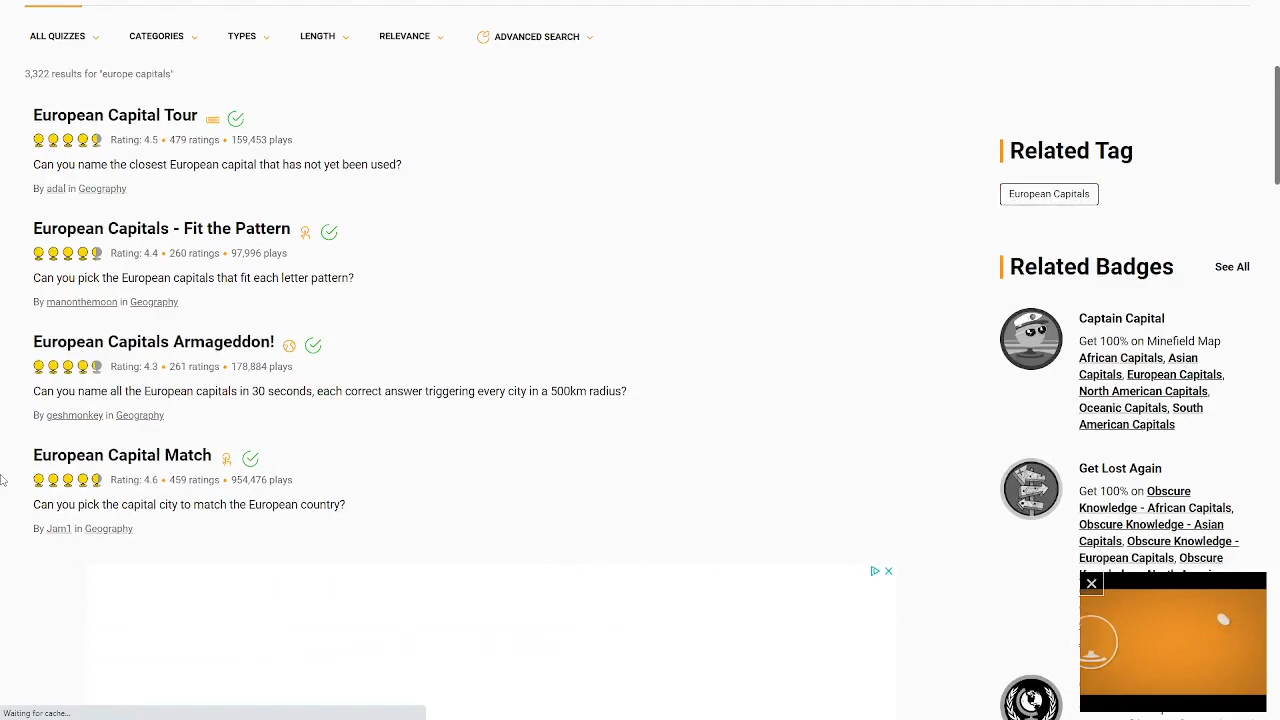 ALL QUIZZES CATEGORIES TYPES LENGTH RELEVANCE ADVANCED SEARCH
3,322 results for "europe capitals"
European Capital Tour
Rating: 4.5 • 479 ratings • 159,453 plays
Can you name the closest European capital that has not yet been used?
By adal in Geography
European Capitals - Fit the Pattern
Rating: 4.4 • 260 ratings • 97,996 plays
Can you pick the European capitals that fit each letter pattern?
By manonthemoon in Geography
European Capitals Armageddon!
Rating: 4.3 • 261 ratings • 178,884 plays
Can you name all the European capitals in 30 seconds, each correct answer triggering every city in a 500km radius?
By geshmonkey in Geography
European Capital Match
Rating: 4.6 • 459 ratings • 954,476 plays
Can you pick the capital city to match the European country?
By Jam1 in Geography
Related Tag
European Capitals
Related Badges See All
Captain Capital
Get 100% on Minefield Map
African Capitals, Asian
Capitals, European Capitals,
North American Capitals,
Oceanic Capitals, South
American Capitals
Get Lost Again
Get 100% on Obscure
Knowledge - African Capitals,
Obscure Knowledge - Asian
Capitals, Obscure Knowledge -
European Capitals, Obscure
Waiting for cache...